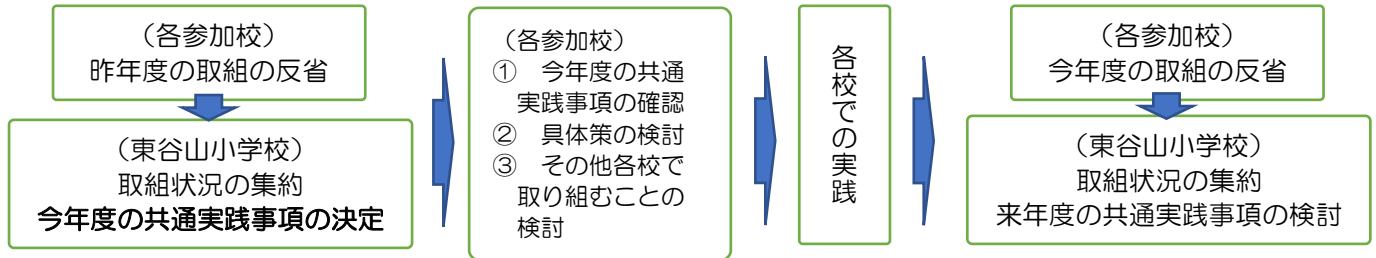 （各参加校）
昨年度の取組の反省
（東谷山小学校）
取組状況の集約
今年度の共通実践事項の決定
（各参加校）
①　今年度の共通
実践事項の確認
②　具体策の検討
③　その他各校で
取り組むことの
検討
各校での実践
（各参加校）
今年度の取組の反省
（東谷山小学校）
取組状況の集約
来年度の共通実践事項の検討